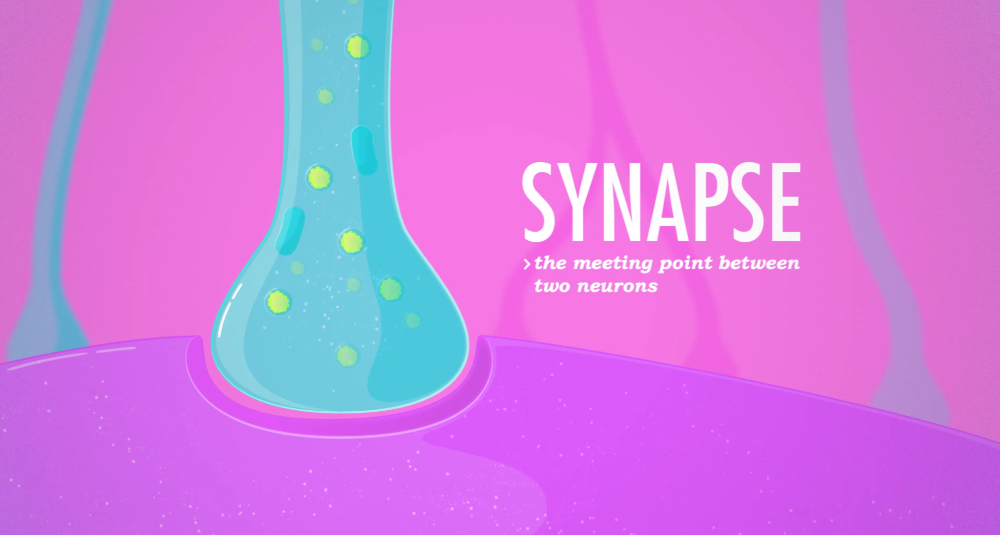 SYNAPSE
›the meeting point between
two neurons